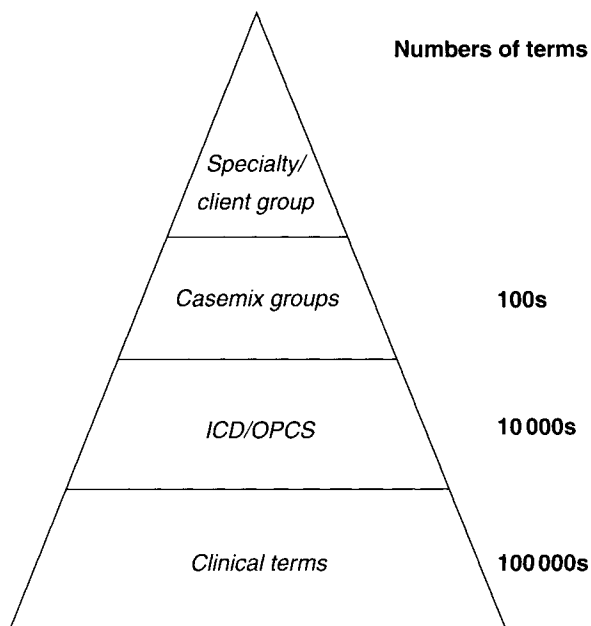 Numbers of terms
Specialty/
client group
Casemix groups
100s
ICD/OPCS
10 000s
Clinical terms
100 000s